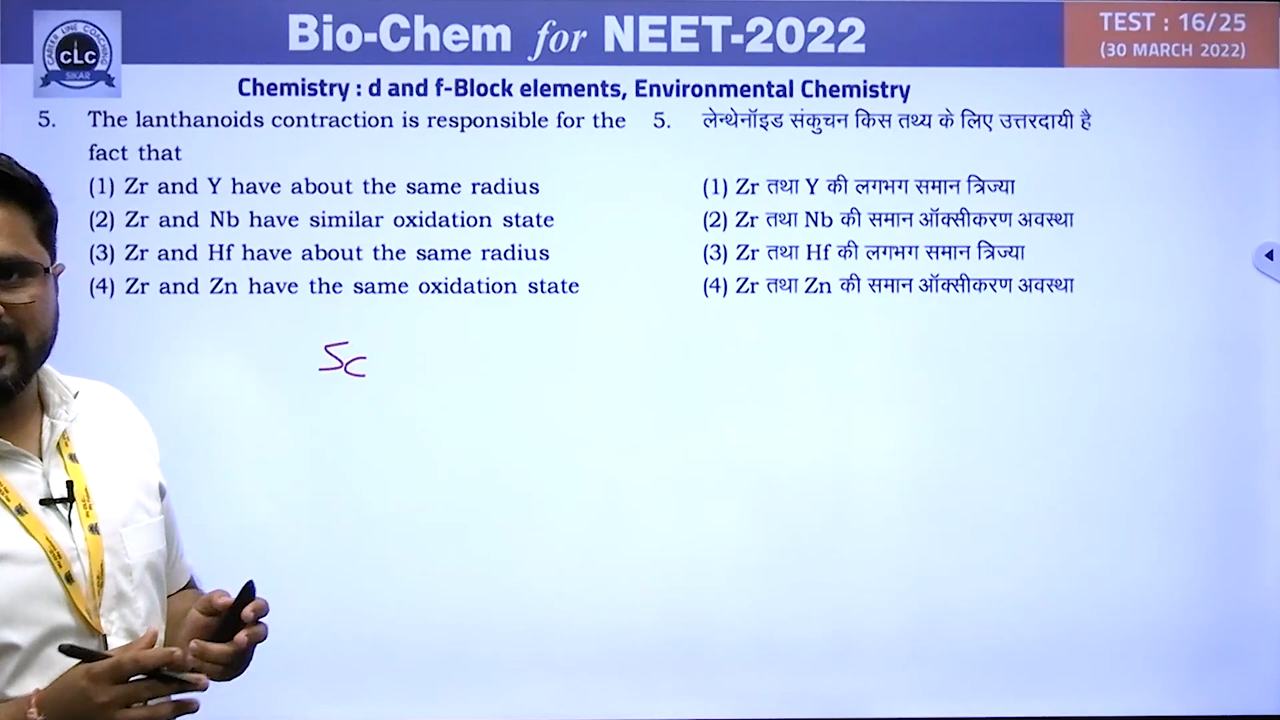 Bio-Chem for NEET-2022
TEST : 16/25
(30 MARCH 2022)
CAREER LINE COACHING
CLC
SIKAR
Chemistry : d and f-Block elements, Environmental Chemistry
5. The lanthanoids contraction is responsible for the
fact that
(1) Zr and Y have about the same radius
(2) Zr and Nb have similar oxidation state
(3) Zr and Hf have about the same radius
(4) Zr and Zn have the same oxidation state
5. लेन्थेनॉइड संकुचन किस तथ्य के लिए उत्तरदायी है
(1) Zr तथा Y की लगभग समान त्रिज्या
(2) Zr तथा Nb की समान ऑक्सीकरण अवस्था
(3) Zr तथा Hf की लगभग समान त्रिज्या
(4) Zr तथा Zn की समान ऑक्सीकरण अवस्था
Sc